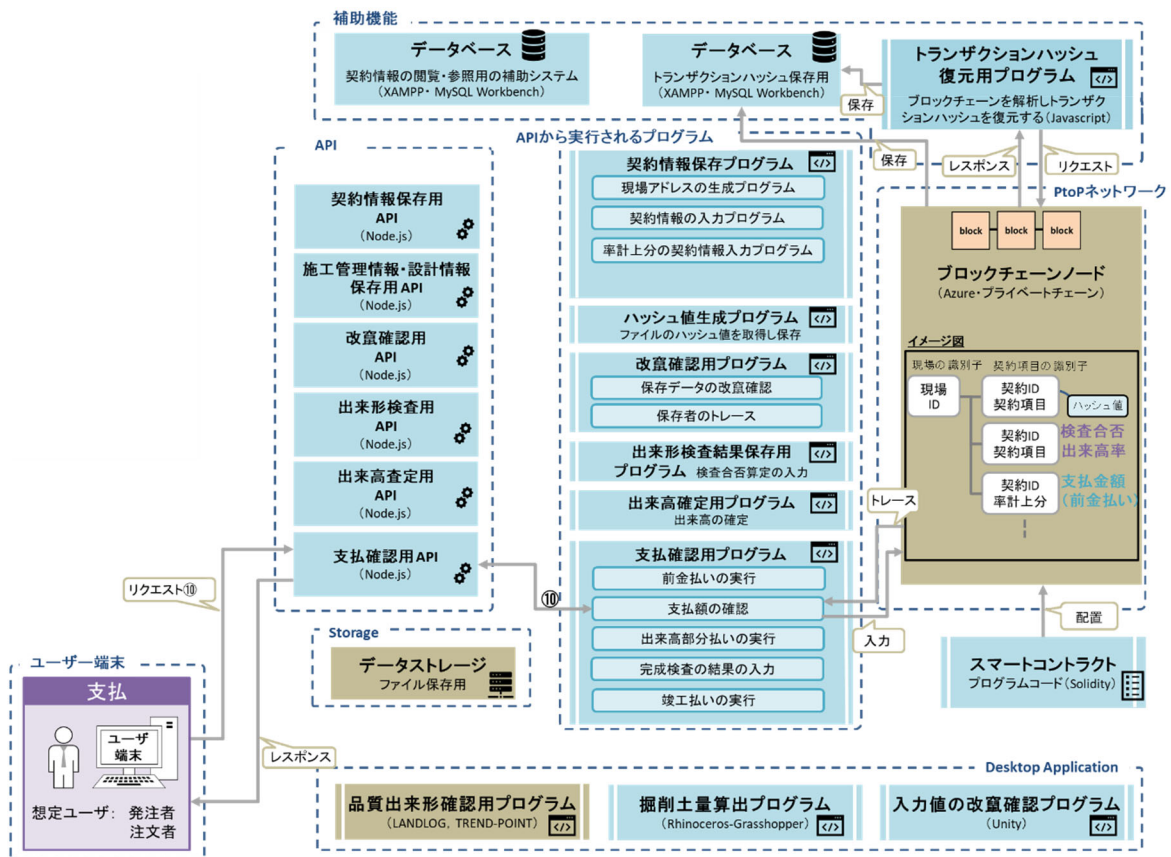 補助機能
データベース
契約情報の閲覧・参照用の補助システム
（XAMPP・ MySQL Workbench）
データベース
トランザクションハッシュ保存用
（XAMPP・ MySQL Workbench）
トランザクションハッシュ
復元用プログラム
ブロックチェーンを解析しトランザ
クションハッシュを復元する（Javascript）
保存
保存
レスポンス
リクエスト
API
契約情報保存用
API
（Node.js）
施工管理情報・設計情報
保存用API
（Node.js）
改竄確認用
API
（Node.js）
出来形検査用
API
（Node.js）
出来高査定用
API
（Node.js）
支払確認用API
（Node.js）
APIから実行されるプログラム
契約情報保存プログラム
現場アドレスの生成プログラム
契約情報の入力プログラム
率計上分の契約情報入力プログラム
ハッシュ値生成プログラム
ファイルのハッシュ値を取得し保存
改竄確認用プログラム
保存データの改竄確認
保存者のトレース
出来形検査結果保存用
プログラム 検査合否算定の入力
出来高確定用プログラム
出来高の確定
支払確認用プログラム
前金払いの実行
支払額の確認
出来高部分払いの実行
完成検査の結果の入力
竣工払いの実行
PtoPネットワーク
block
block
block
ブロックチェーンノード
（Azure・プライベートチェーン）
イメージ図
現場の識別子 契約項目の識別子
現場
ID
契約ID
契約項目
ハッシュ値
契約ID
契約項目
検査合否
出来高率
契約ID
率計上分
支払金額
（前金払い）
トレース
入力
配置
スマートコントラクト
プログラムコード（Solidity）
リクエスト⑩
⑩
レスポンス
Storage
データストレージ
ファイル保存用
ユーザー端末
支払
ユーザ
端末
想定ユーザ： 発注者
注文者
Desktop Application
品質出来形確認用プログラム
（LANDLOG, TREND-POINT）
掘削土量算出プログラム
（Rhinoceros-Grasshopper）
入力値の改竄確認プログラム
（Unity）